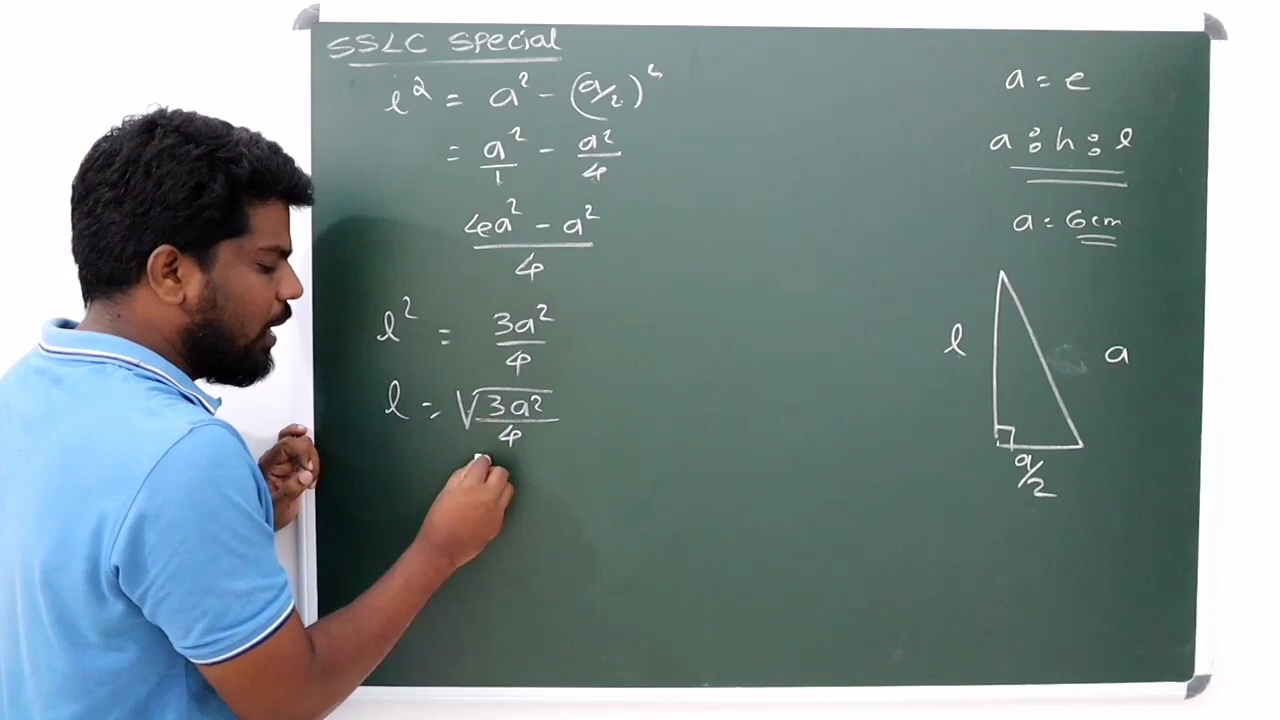 SSLC Special
l² = a² - (a/2)²
= a²/1 - a²/4
4a² - a²/4
l² = 3a²/4
l = √3a²/4
a = e
a : h : l
a = 6cm
l
a
a/2